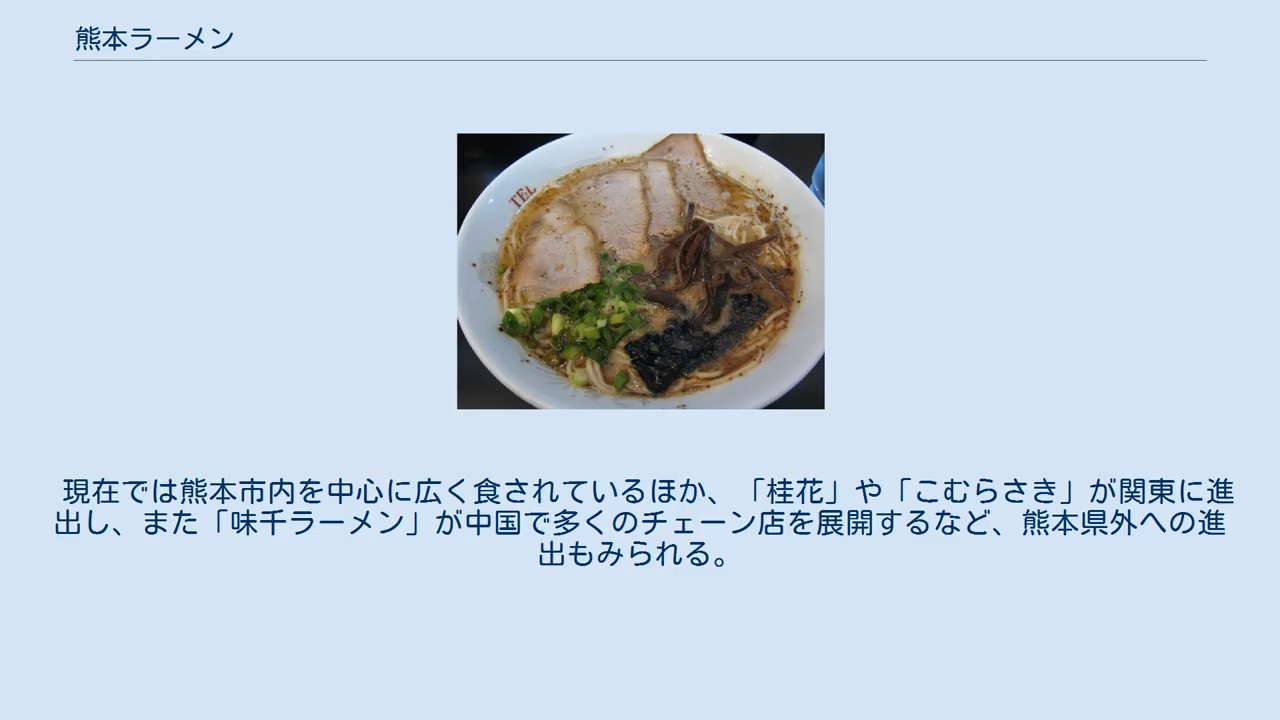 熊本ラーメン
TEL
現在では熊本市内を中心に広く食されているほか、「桂花」や「こむらさき」が関東に進
出し、また「味千ラーメン」が中国で多くのチェーン店を展開するなど、熊本県外への進
出もみられる。